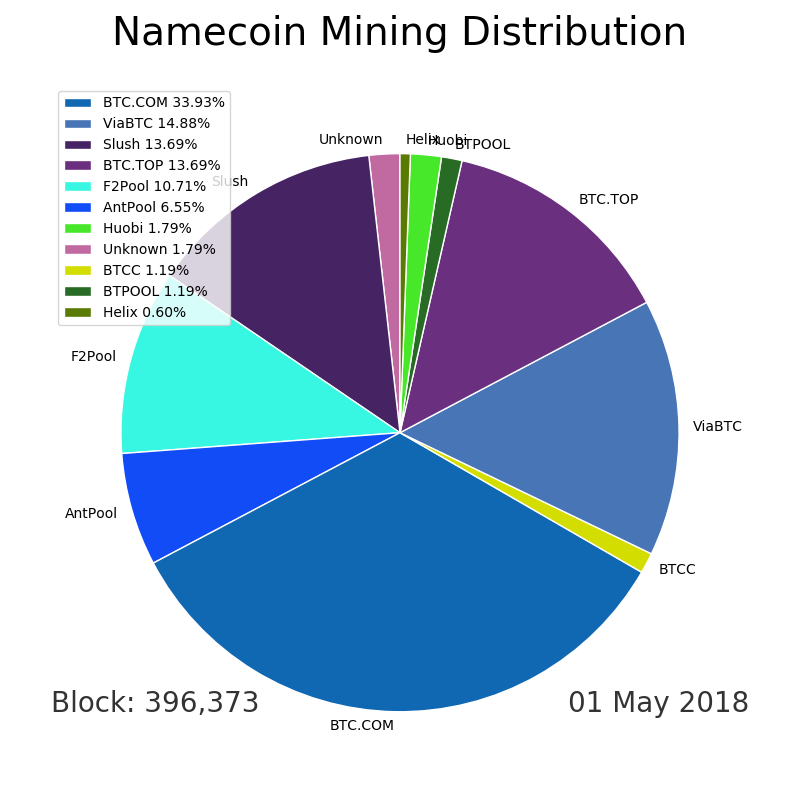 Namecoin Mining Distribution
BTC.COM 33.93%
ViaBTC 14.88%
Slush 13.69%
BTC.TOP 13.69%
F2Pool 10.71%
AntPool 6.55%
Huobi 1.79%
Unknown 1.79%
BTCC 1.19%
BTPOOL 1.19%
Helix 0.60%
Unknown
Helix
Huobi
BTPOOL
Slush
BTC.TOP
F2Pool
ViaBTC
AntPool
BTCC
BTC.COM
Block: 396,373
01 May 2018